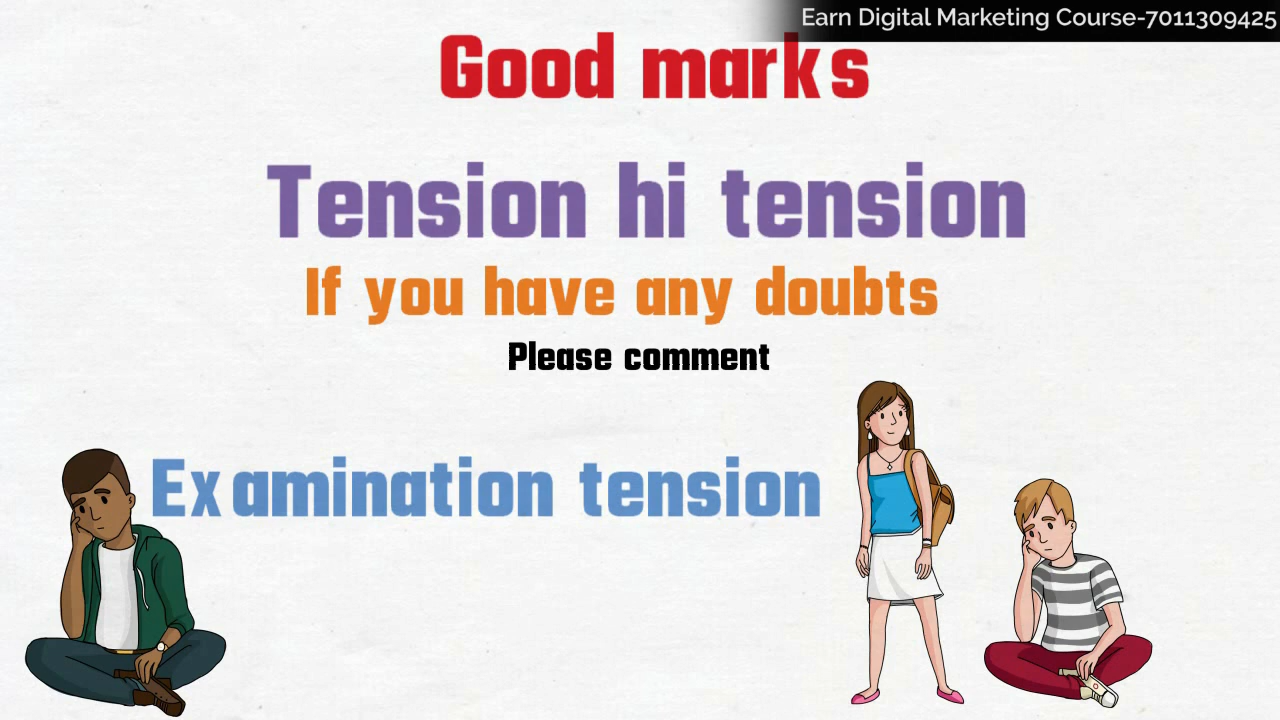 Earn Digital Marketing Course-7011309425
Good marks
Tension hi tension
If you have any doubts
Please comment
Examination tension